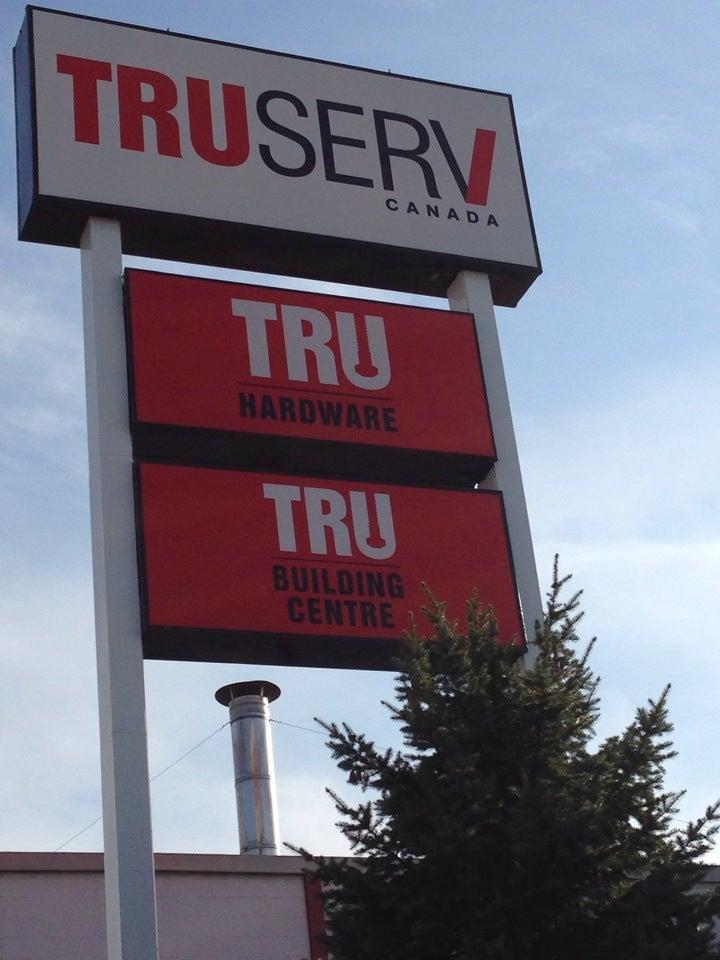 TRUSERV
CANADA
TRU
HARDWARE
TRU
BUILDING
CENTRE